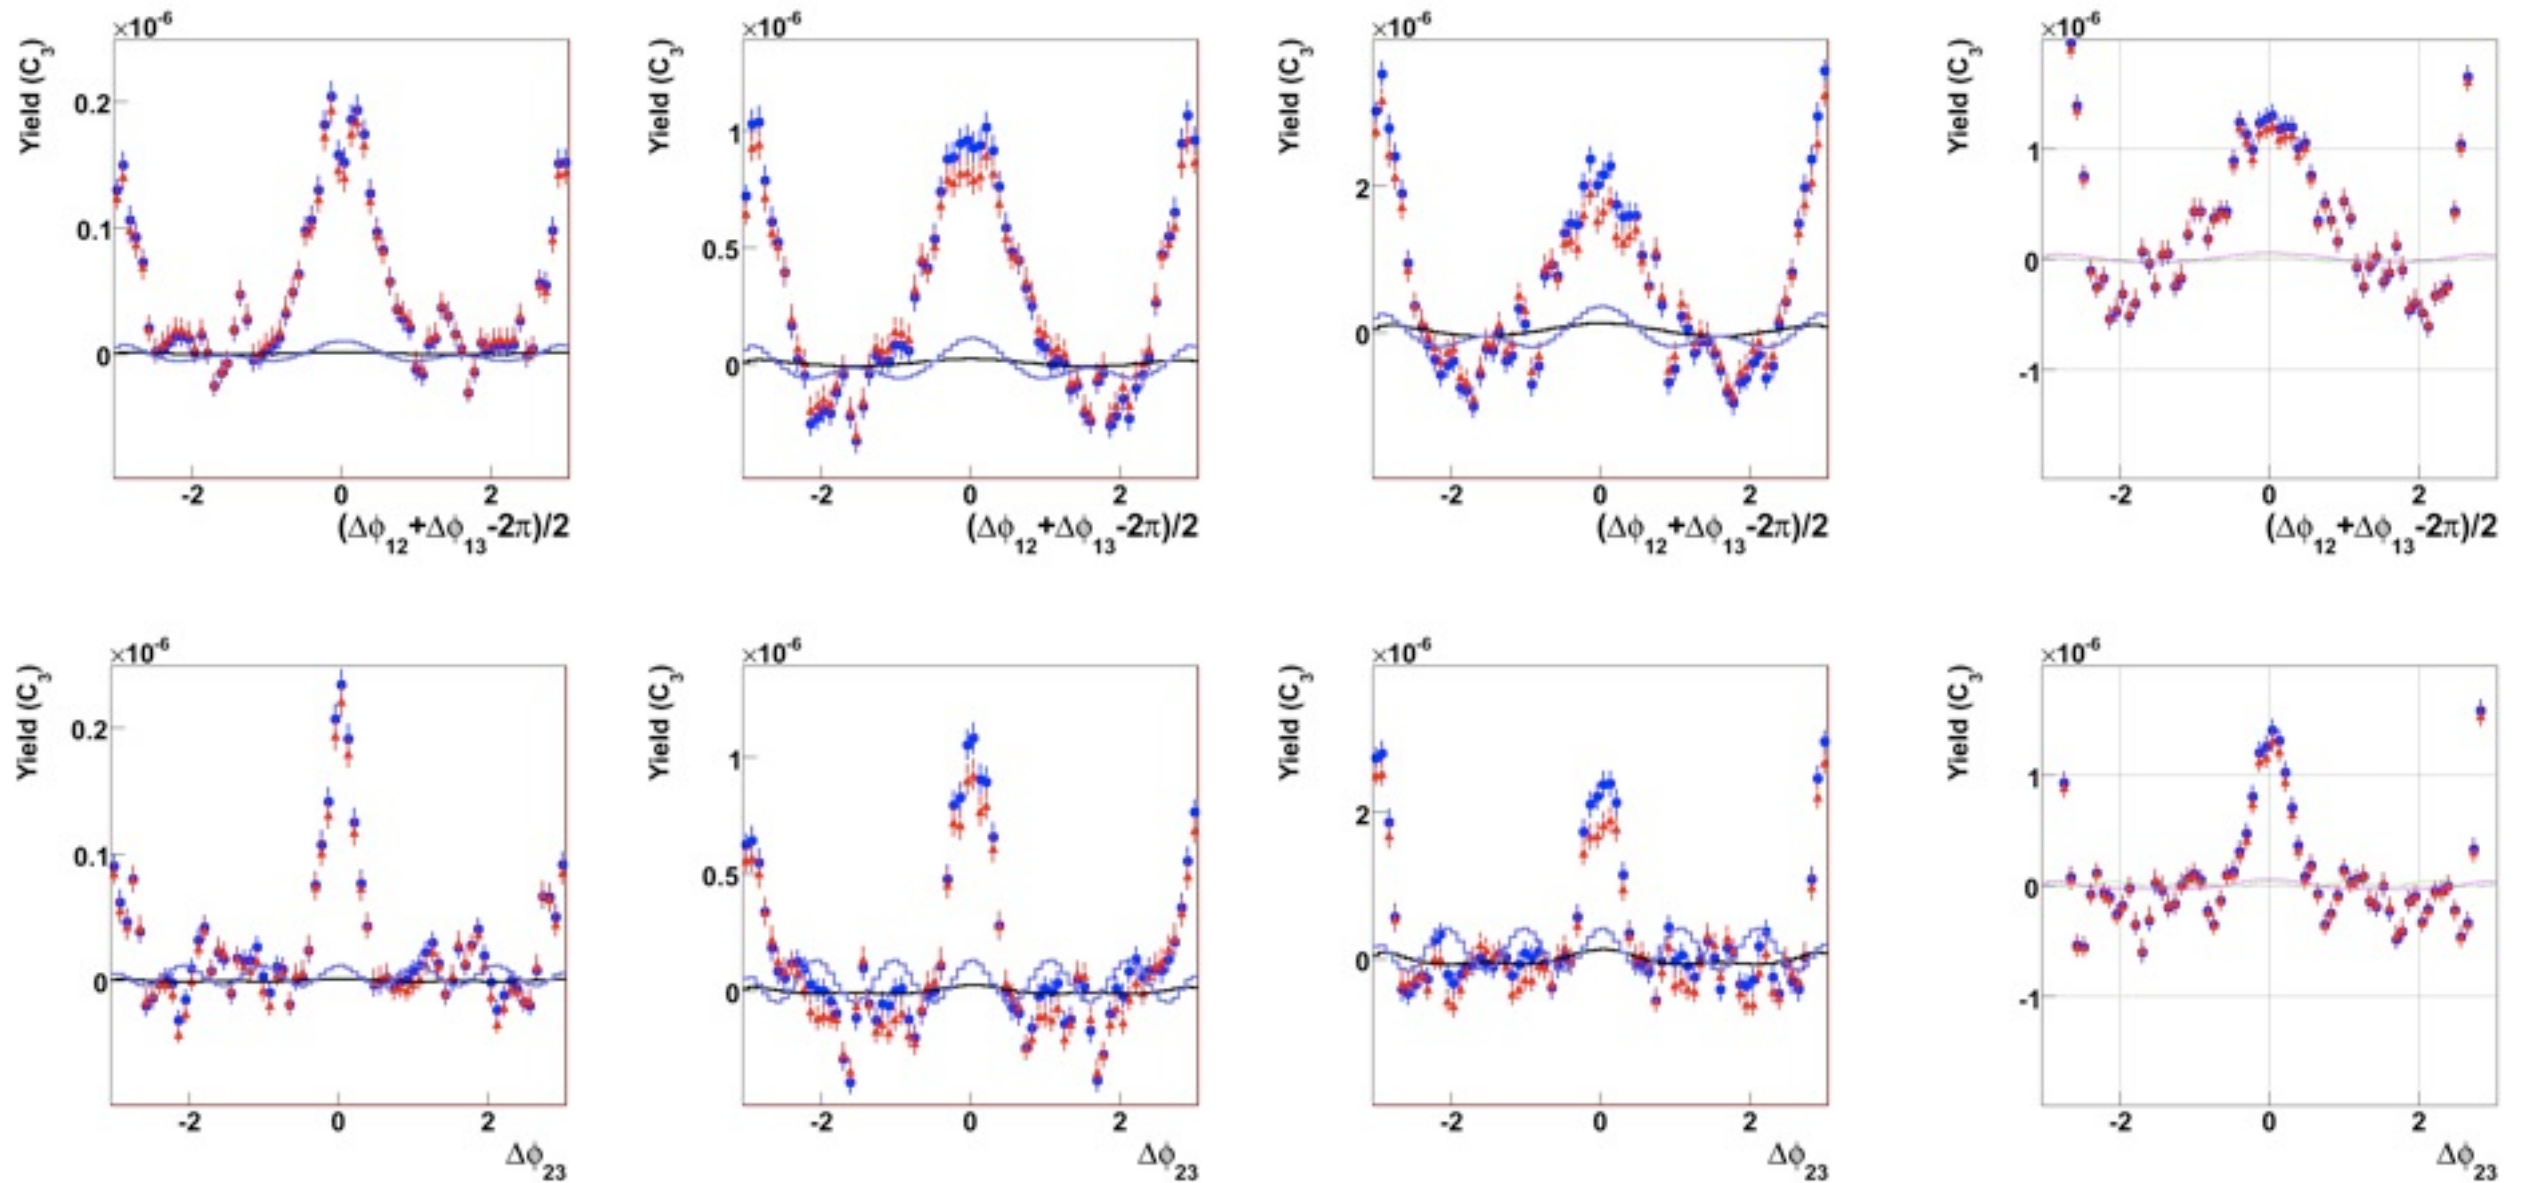 ×10⁻⁶ ×10⁻⁶ ×10⁻⁶ ×10⁻⁶
Yield (C₃) Yield (C₃) Yield (C₃) Yield (C₃)
0.2 1 2 1
0.1 0.5 0 0
0 0 -1
-2 0 2 -2 0 2 -2 0 2 -2 0 2
(Δϕ₁₂+Δϕ₁₃-2π)/2 (Δϕ₁₂+Δϕ₁₃-2π)/2 (Δϕ₁₂+Δϕ₁₃-2π)/2 (Δϕ₁₂+Δϕ₁₃-2π)/2
×10⁻⁶ ×10⁻⁶ ×10⁻⁶ ×10⁻⁶
Yield (C₃) Yield (C₃) Yield (C₃) Yield (C₃)
0.2 1 2 1
0.1 0.5 0 0
0 0 -1
-2 0 2 -2 0 2 -2 0 2 -2 0 2
Δϕ₂₃ Δϕ₂₃ Δϕ₂₃ Δϕ₂₃